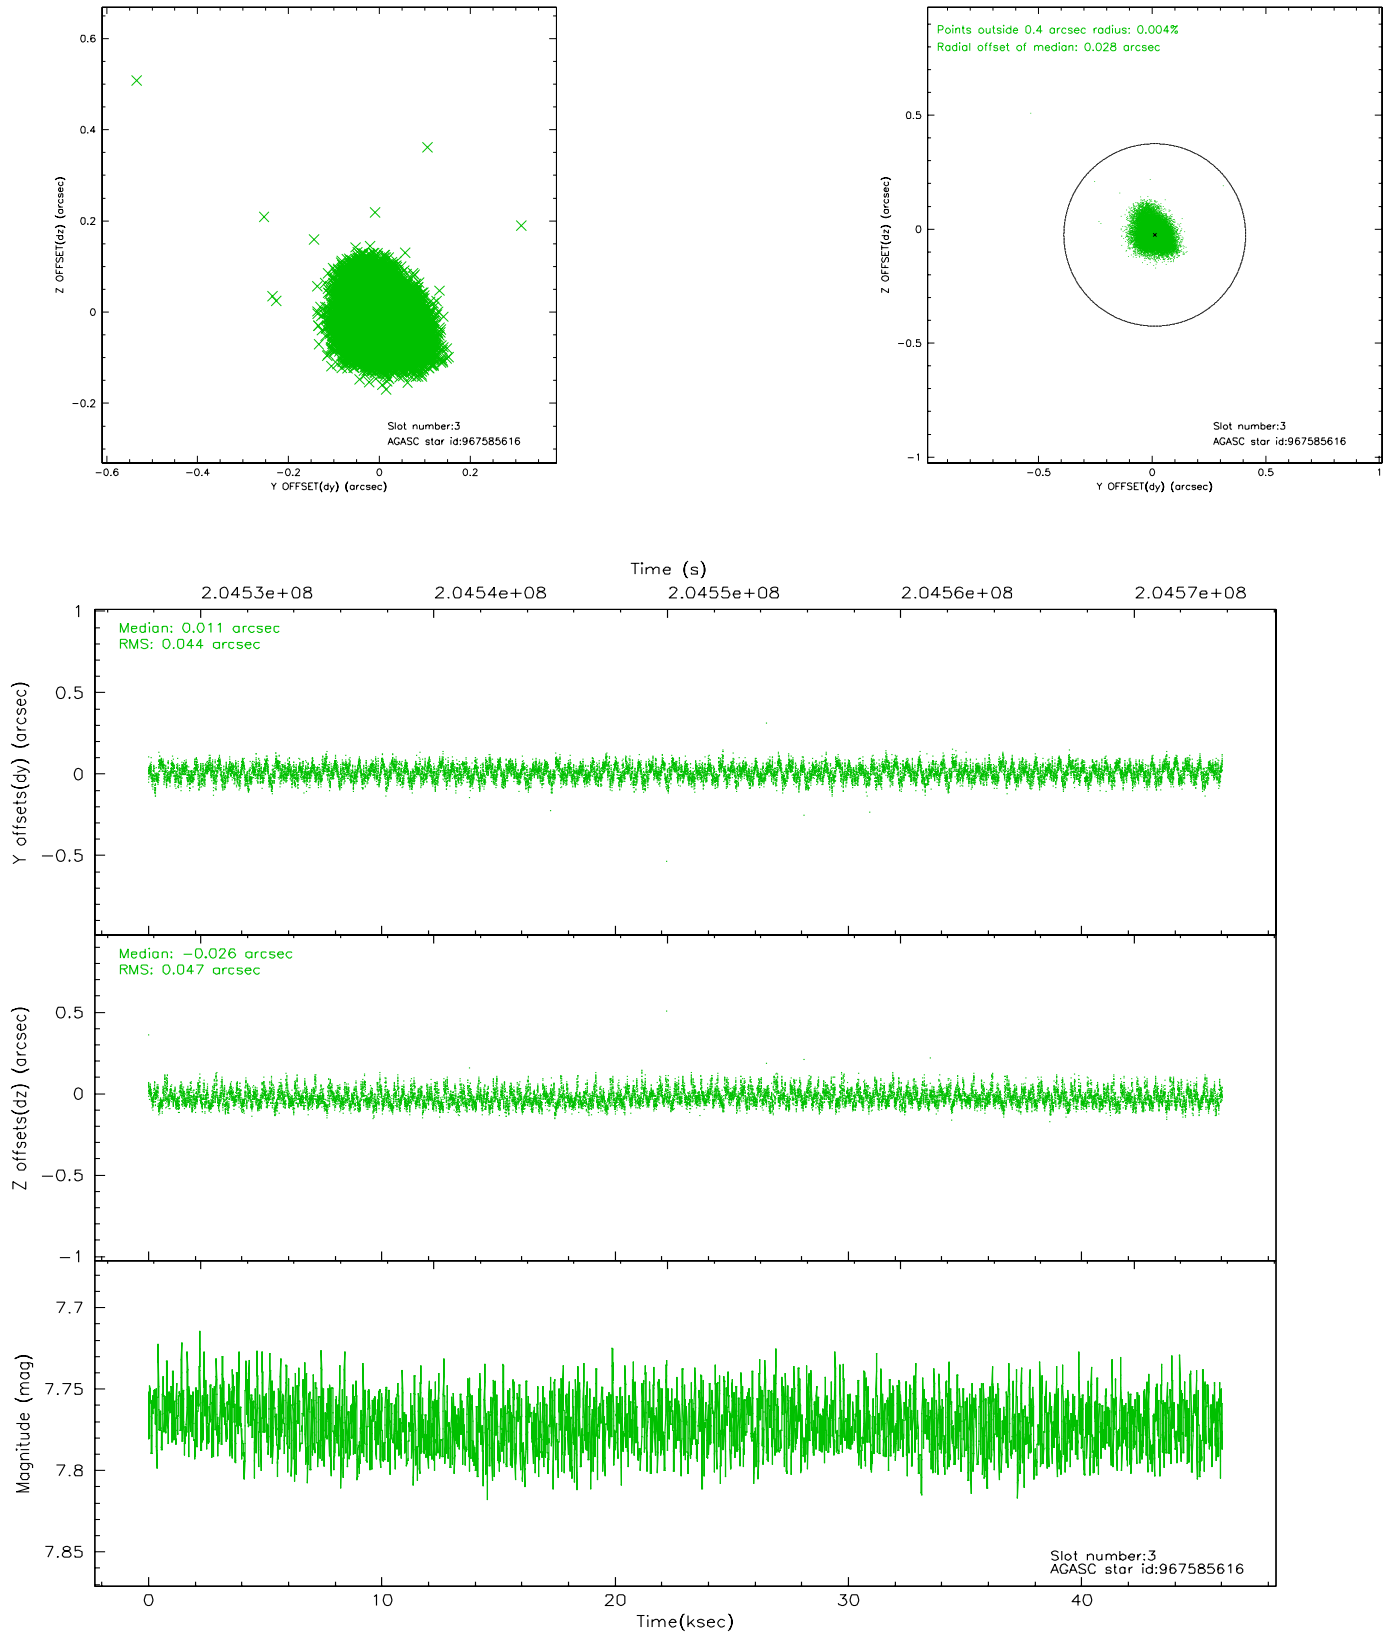 0.6
0.4
0.2
0
−0.2
−0.6
−0.4
−0.2
0
0.2
Z OFFSET(dz) (arcsec)
Y OFFSET(dy) (arcsec)
Slot number:3
AGASC star id:967585616
Points outside 0.4 arcsec radius: 0.004%
Radial offset of median: 0.028 arcsec
0.5
0
−0.5
−1
−0.5
0
0.5
1
Z OFFSET(dz) (arcsec)
Y OFFSET(dy) (arcsec)
Slot number:3
AGASC star id:967585616
Time (s)
2.0453e+08 2.0454e+08 2.0455e+08 2.0456e+08 2.0457e+08
Median: 0.011 arcsec
RMS: 0.044 arcsec
1
0.5
0
−0.5
Y offsets(dy) (arcsec)
Median: −0.026 arcsec
RMS: 0.047 arcsec
0.5
0
−0.5
−1
Z offsets(dz) (arcsec)
7.7
7.75
7.8
7.85
Magnitude (mag)
Slot number:3
AGASC star id:967585616
0 10 20 30 40
Time(ksec)